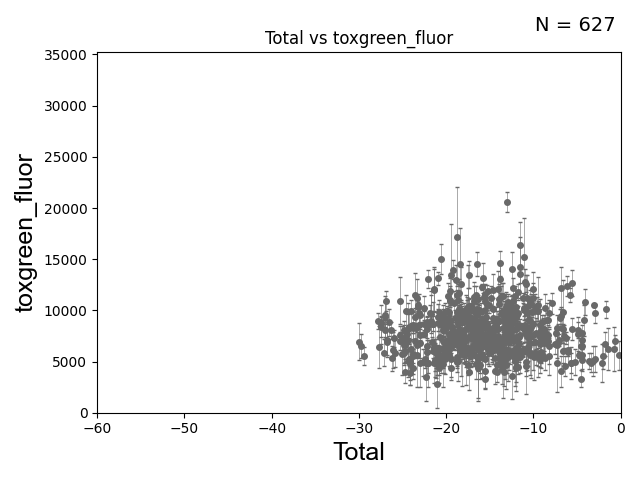 N = 627
Total vs toxgreen_fluor
35000
30000
25000
20000
15000
10000
5000
0
toxgreen_fluor
−60 −50 −40 −30 −20 −10 0
Total